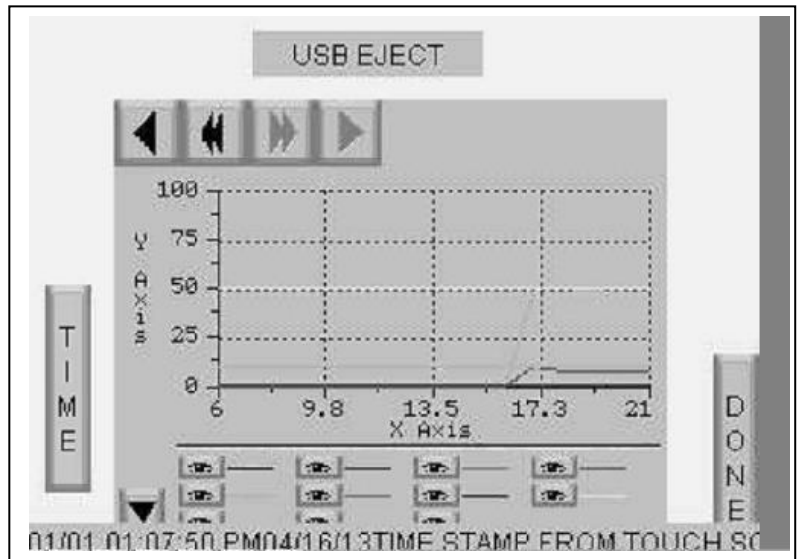 USB EJECT
100
75
50
25
0
Y Axis
6 9.8 13.5 17.3 21
X Axis
TIME
DONE
01/01 01:07:50 PM04/16/13TIME STAMP FROM TOUCH SC